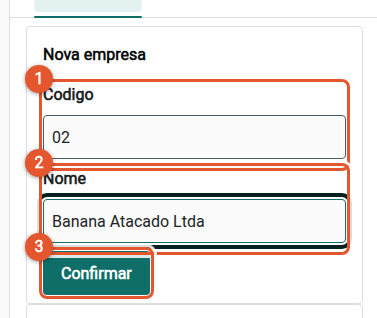 Nova empresa
1
Codigo
02
2
Nome
Banana Atacado Ltda
3
Confirmar